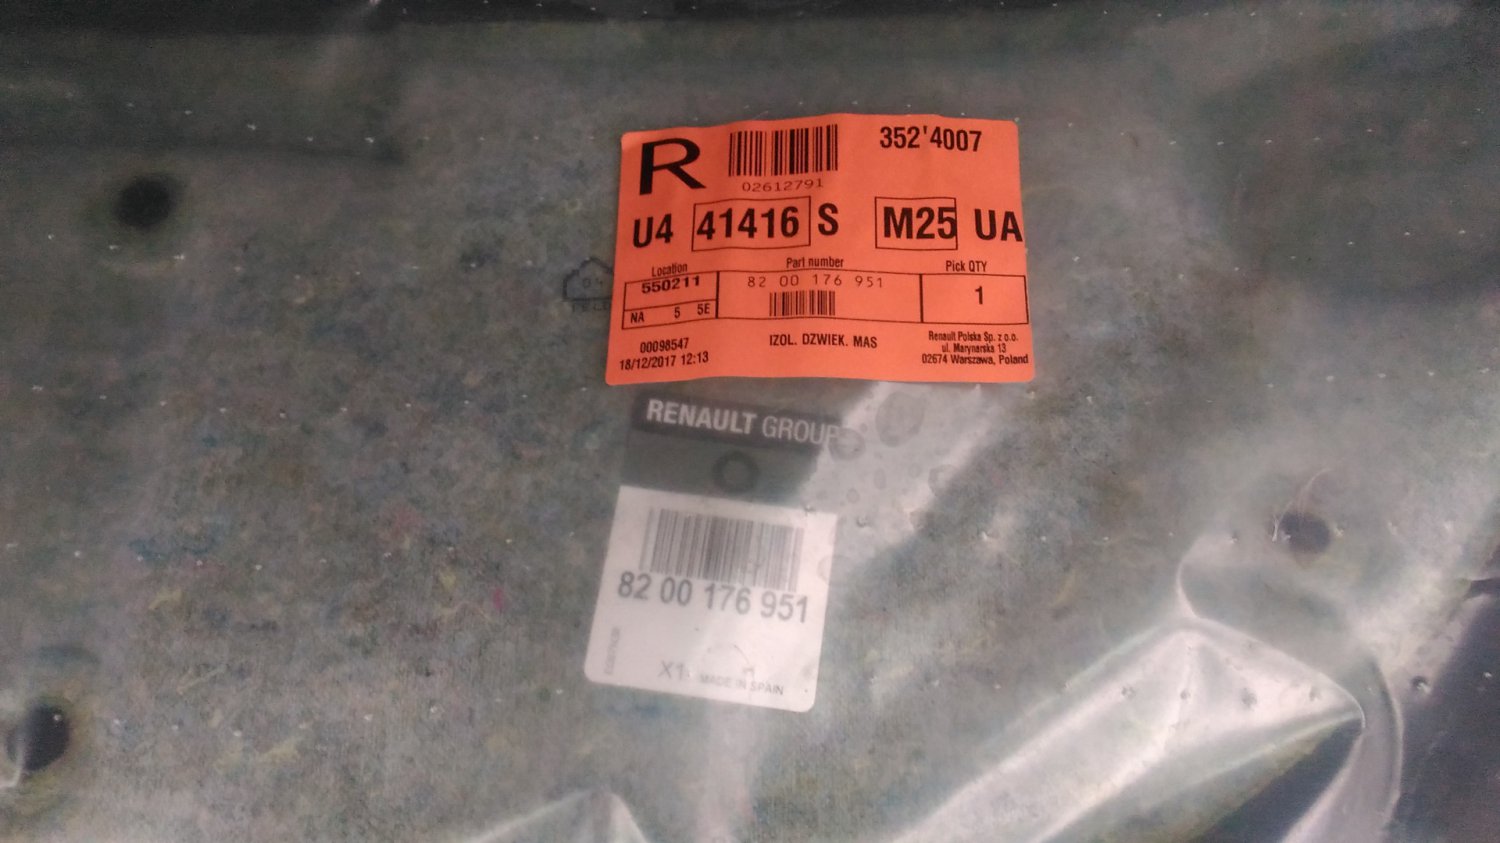 R
352'4007
02612791
U4 41416 S M25 UA
Location Part number Pick QTY
550211 82 00 176 951 1
NA 5 5E
00098547
18/12/2017 12:13
IZOL. DZWIEK. MAS
Renault Polska Sp. z o.o.
ul. Marynarska 13
02674 Warszawa, Poland
RENAULT GROUP
82 00 176 951
X1 MADE IN SPAIN